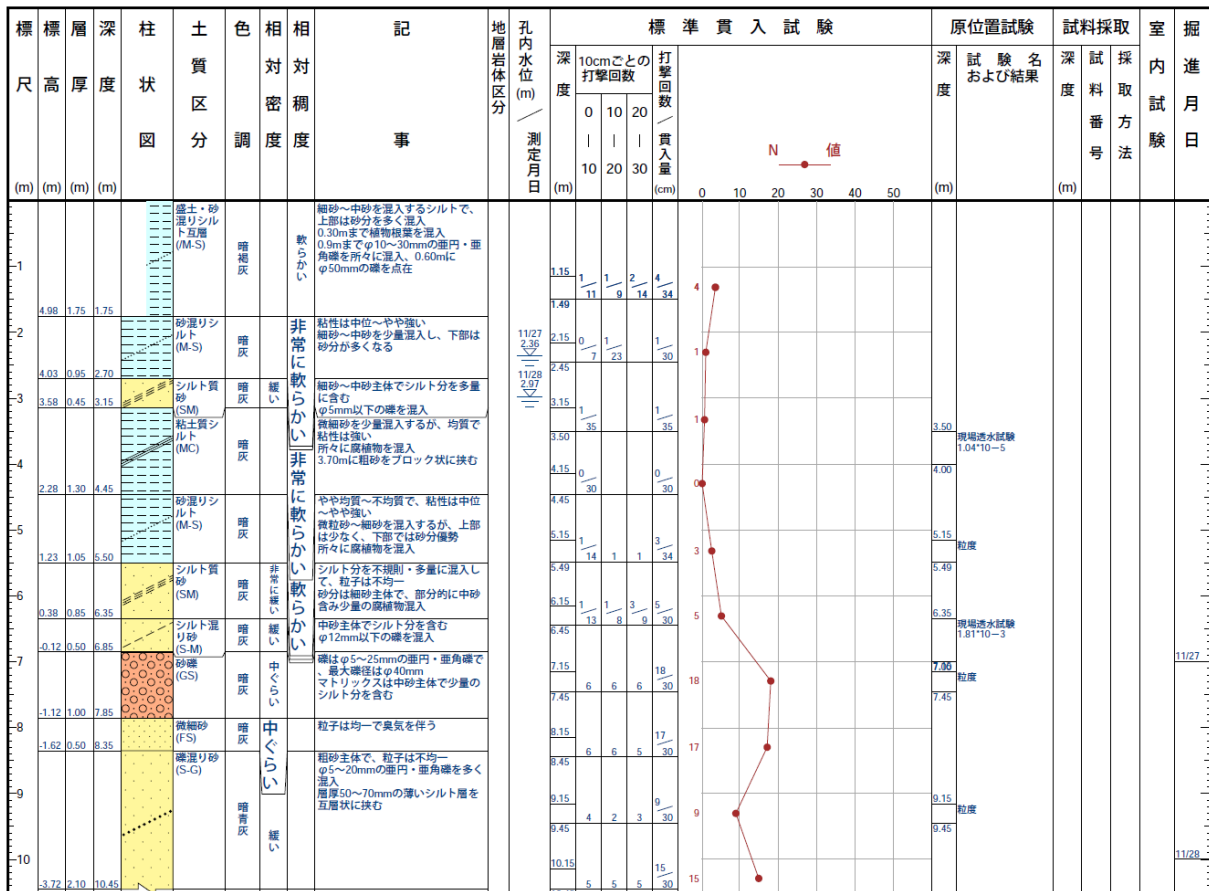 標尺 (m)
標高 (m)
層厚 (m)
深度 (m)
柱状図
土質区分
色調
相対密度
相対稠度
記事
地層岩体区分
孔内水位 (m) / 測定月日
標準貫入試験
深度 (m)
10cmごとの
打撃回数
0 | 10
10 | 20
20 | 30
打撃回数/貫入量 (cm)
N 値
0 10 20 30 40 50
原位置試験
深度 (m)
試験名
および結果
試料採取
深度 (m)
試料番号
採取方法
室内試験
掘進月日
1
2
3
4
5
6
7
8
9
10
4.98 1.75 1.75
盛土・砂
混りシル
ト互層
(/M-S)
暗褐灰
軟らかい
細砂～中砂を混入するシルトで、
上部は砂分を多く混入
0.30mまで植物根葉を混入
0.9mまでφ10～30mmの亜円・亜
角礫を所々に混入、0.60mに
φ50mmの礫を点在
4.03 0.95 2.70
砂混りシ
ルト
(M-S)
暗灰
非常に軟らかい
粘性は中位～やや強い
細砂～中砂を少量混入し、下部は
砂分が多くなる
3.58 0.45 3.15
シルト質
砂
(SM)
暗灰
緩い
細砂～中砂主体でシルト分を多量
に含む
φ5mm以下の礫を混入
2.28 1.30 4.45
粘土質シ
ルト
(MC)
暗灰
非常に軟らかい
微細砂を少量混入するが、均質で
粘性は強い
所々に腐植物を混入
3.70mに粗砂をブロック状に挟む
1.23 1.05 5.50
砂混りシ
ルト
(M-S)
暗灰
やや均質～不均質で、粘性は中位
～やや強い
微粒砂～細砂を混入するが、上部
は少なく、下部では砂分優勢
所々に腐植物を混入
0.38 0.85 6.35
シルト質
砂
(SM)
暗灰
非常に緩い
軟らかい
シルト分を不規則・多量に混入し
て、粒子は不均一
砂分は細砂主体で、部分的に中砂
含み少量の腐植物混入
-0.12 0.50 6.85
シルト混
り砂
(S-M)
暗灰
緩い
中砂主体でシルト分を含む
φ12mm以下の礫を混入
-1.12 1.00 7.85
砂礫
(GS)
暗灰
中ぐらい
礫はφ5～25mmの亜円・亜角礫で
、最大礫径はφ40mm
マトリックスは中砂主体で少量の
シルト分を含む
-1.62 0.50 8.35
微細砂
(FS)
暗灰
中ぐらい
粒子は均一で臭気を伴う
-3.72 2.10 10.45
礫混り砂
(S-G)
暗青灰
緩い
粗砂主体で、粒子は不均一
φ5～20mmの亜円・亜角礫を多く
混入
層厚50～70mmの薄いシルト層を
互層状に挟む
11/27
2.36
11/28
2.97
1.15 1/11 1/9 2/14 4/34 4
1.49
2.15 0/7 1/23 1/30 1
2.45
3.15 1/35 1/35 1
3.50
4.15 0/30 0/30 0
4.45
5.15 1/14 1 1 3/34 3
5.49
6.15 1/13 1/8 3/9 5/30 5
6.45
7.15 6 6 6 18/30 18
7.45
8.15 6 6 5 17/30 17
8.45
9.15 4 2 3 9/30 9
9.45
10.15 5 5 5 15/30 15
3.50
現場透水試験
1.04*10－5
4.00
5.15
粒度
5.49
6.35
現場透水試験
1.81*10－3
粒度
7.45
9.15
粒度
9.45
11/27
11/28